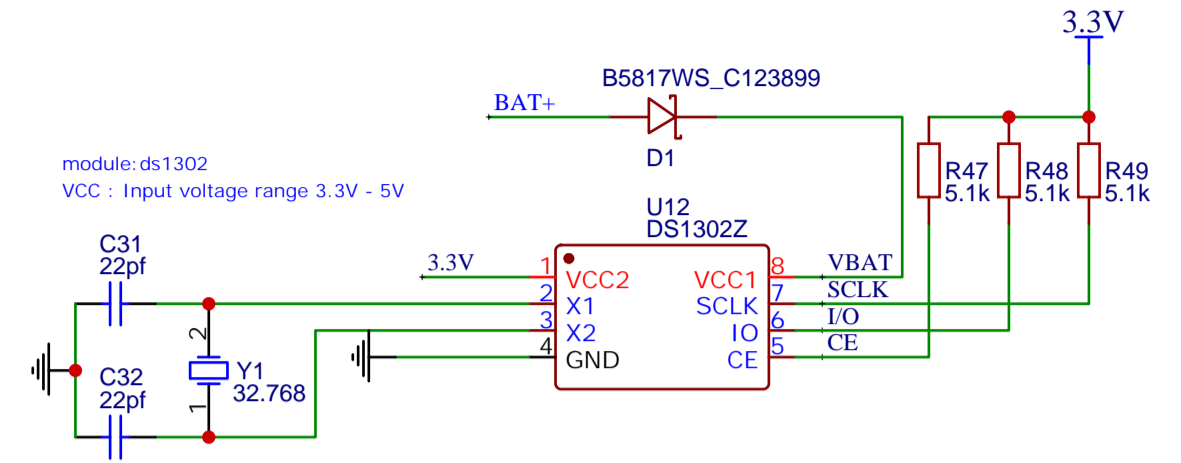 3.3V
B5817WS_C123899
BAT+
D1
module:ds1302
VCC : Input voltage range 3.3V - 5V
R47
5.1k
R48
5.1k
R49
5.1k
U12
DS1302Z
C31
22pf
3.3V
1
VCC2
VCC1
8
VBAT
2
X1
SCLK
7
SCLK
3
X2
IO
6
I/O
4
GND
CE
5
CE
2
Y1
32.768
1
C32
22pf